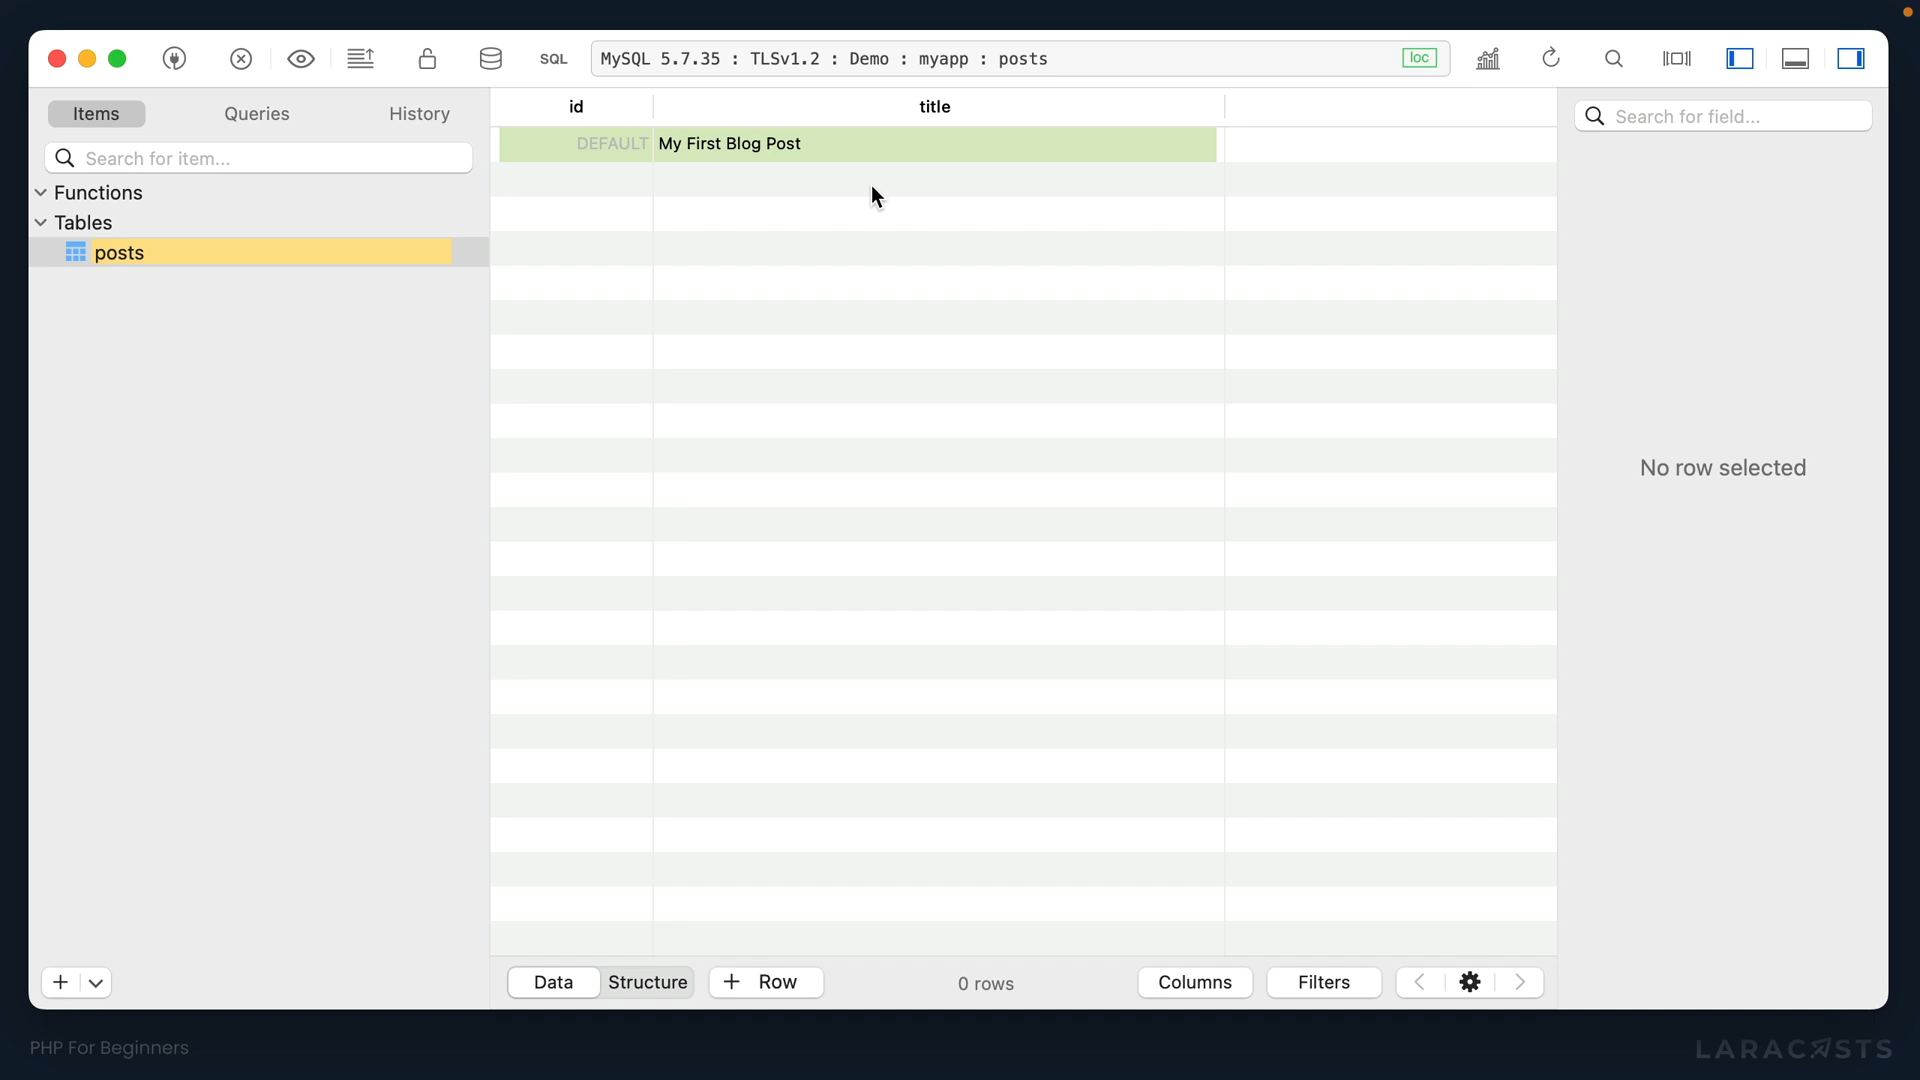 SQL
MySQL 5.7.35 : TLSv1.2 : Demo : myapp : posts
loc
Items
Queries
History
Search for item...
Functions
Tables
posts
id
title
DEFAULT
My First Blog Post
Search for field...
No row selected
Data
Structure
Row
0 rows
Columns
Filters
PHP For Beginners
LARACASTS